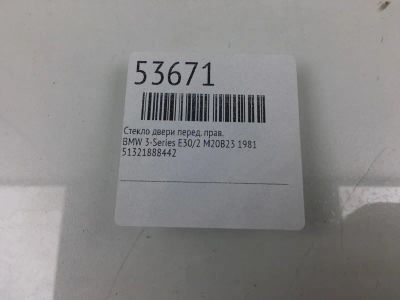 53671
Стекло двери перед. прав.
BMW 3-Series E30/2 M20B23 1981
51321888442